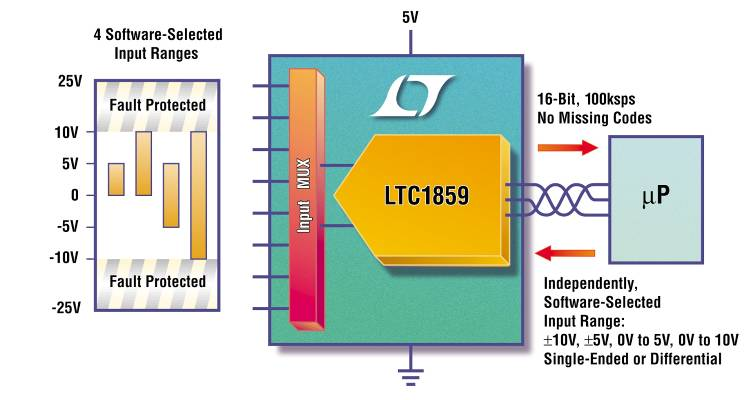 4 Software-Selected
Input Ranges
25V
Fault Protected
10V
5V
0
-5V
-10V
Fault Protected
-25V
5V
Input MUX
LTC1859
16-Bit, 100ksps
No Missing Codes
µP
Independently,
Software-Selected
Input Range:
±10V, ±5V, 0V to 5V, 0V to 10V
Single-Ended or Differential